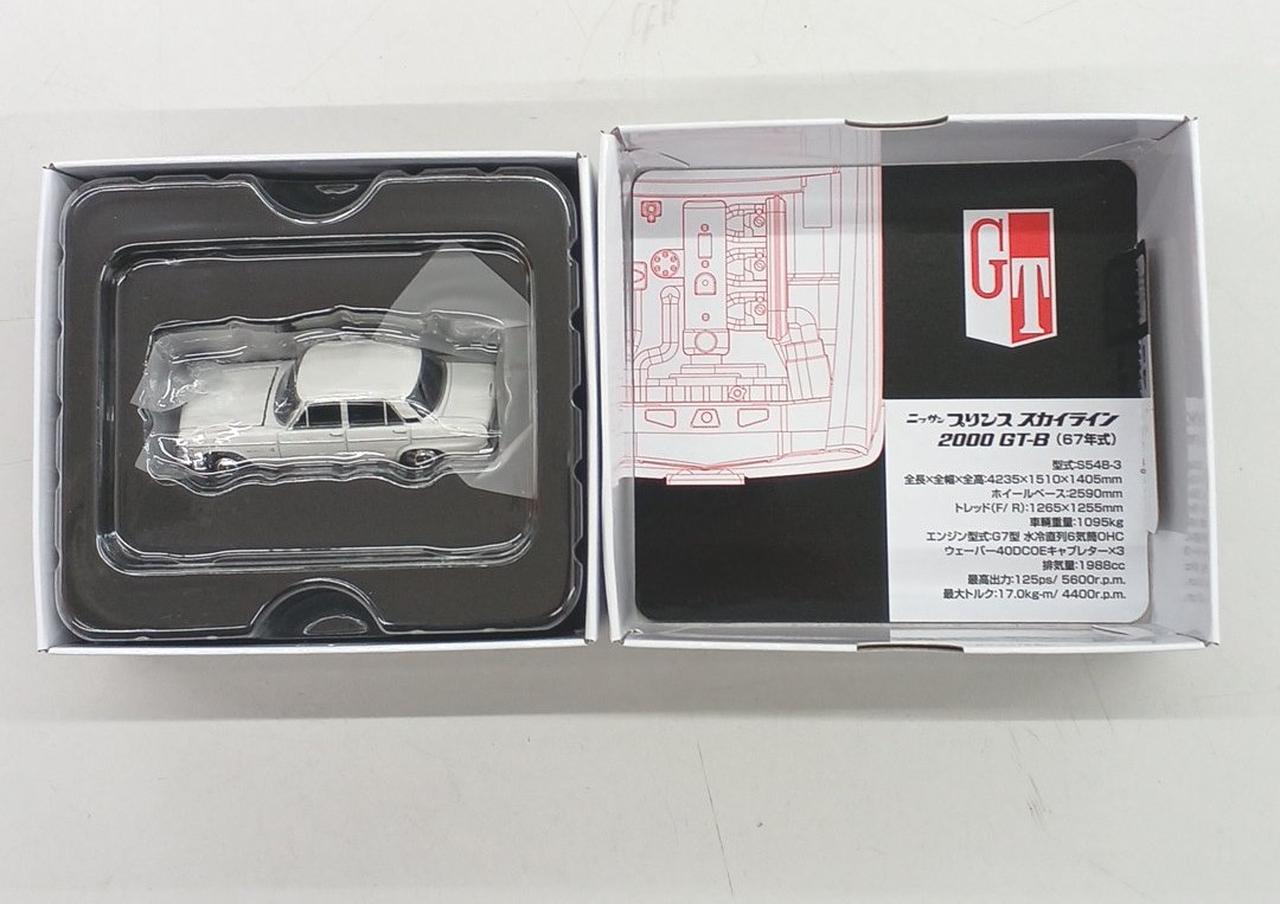 GT
ニッサン プリンス スカイライン
2000 GT-B（67年式）
型式:S54B-3
全長×全幅×全高:4235×1510×1405mm
ホイールベース:2590mm
トレッド(F/ R):1265×1255mm
車輌重量:1095kg
エンジン型式:G7型 水冷直列6気筒OHC
ウェーバー40DCOEキャブレター×3
排気量:1988cc
最高出力:125ps/ 5600r.p.m.
最大トルク:17.0kg-m/ 4400r.p.m.